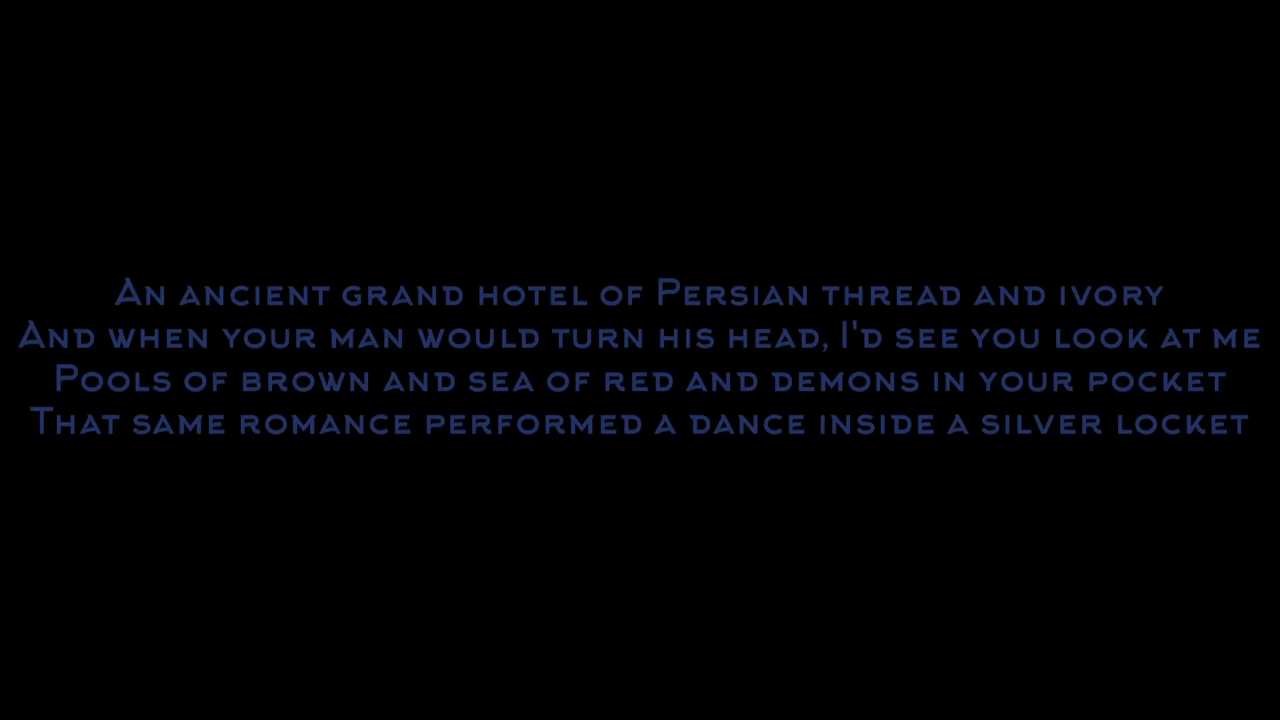 An ancient grand hotel of Persian thread and ivory
And when your man would turn his head, I'd see you look at me
Pools of brown and sea of red and demons in your pocket
That same romance performed a dance inside a silver locket